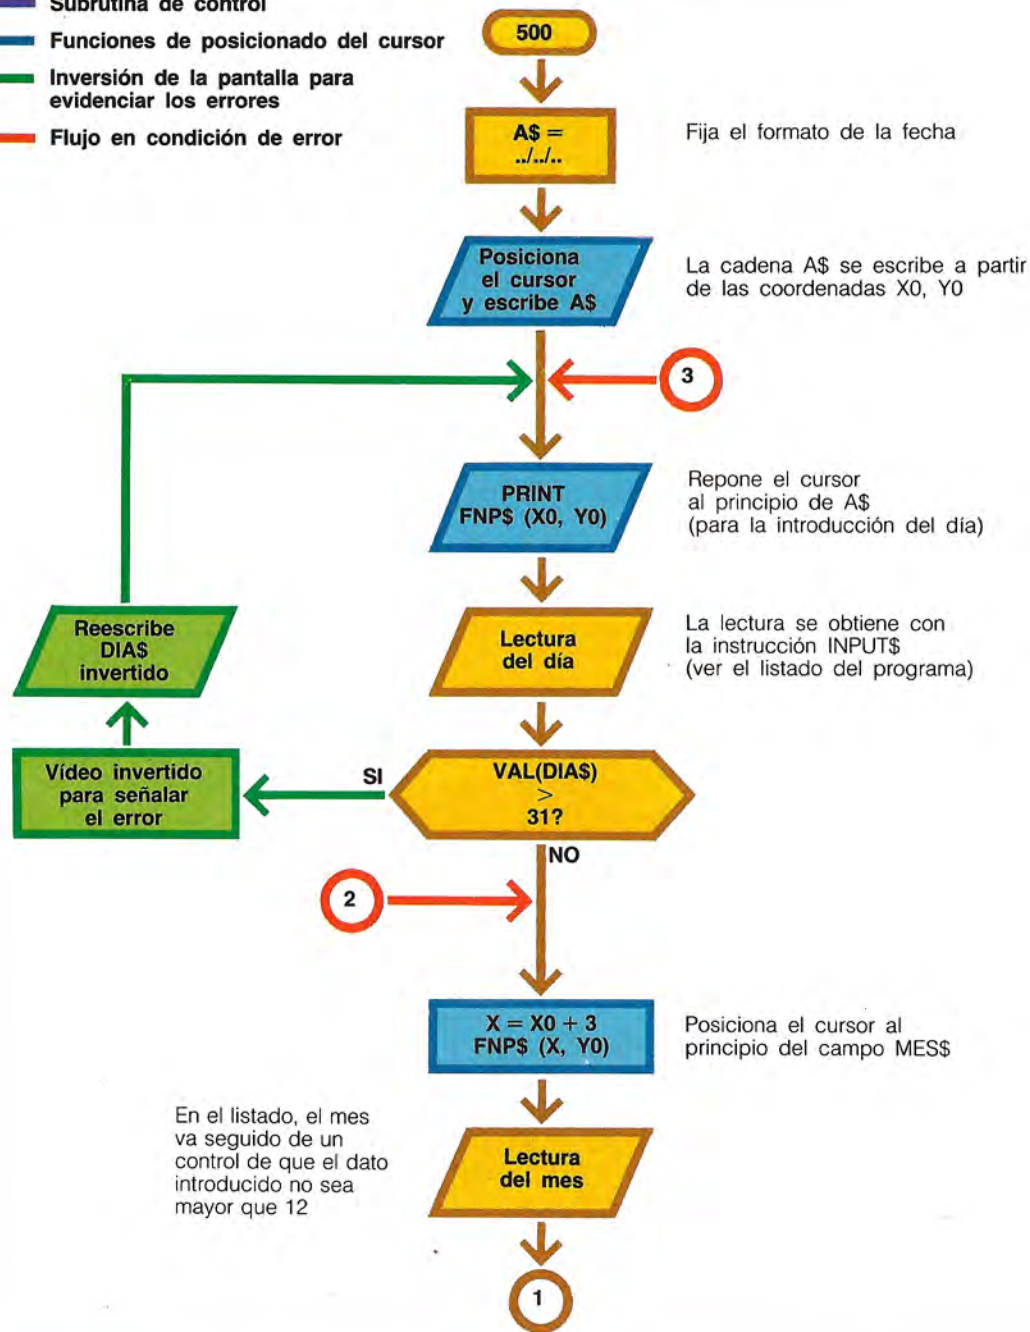 Subrutina de control
Funciones de posicionado del cursor
Inversión de la pantalla para
evidenciar los errores
Flujo en condición de error
500
A$ =
../../..
Fija el formato de la fecha
Posiciona
el cursor
y escribe A$
La cadena A$ se escribe a partir
de las coordenadas X0, Y0
3
PRINT
FNP$ (X0, Y0)
Repone el cursor
al principio de A$
(para la introducción del día)
Reescribe
DIA$
invertido
Lectura
del día
La lectura se obtiene con
la instrucción INPUT$
(ver el listado del programa)
Vídeo invertido
para señalar
el error
SI
VAL(DIA$)
>
31?
NO
2
X = X0 + 3
FNP$ (X, Y0)
Posiciona el cursor al
principio del campo MES$
En el listado, el mes
va seguido de un
control de que el dato
introducido no sea
mayor que 12
Lectura
del mes
1